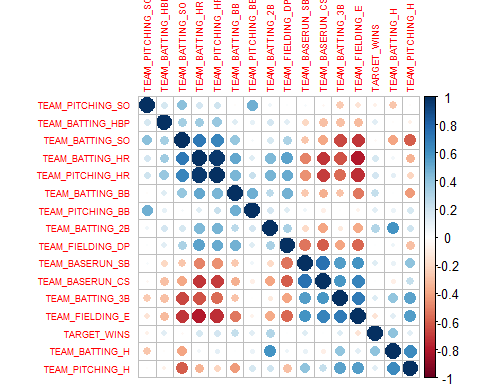 TEAM_PITCHING_SO
TEAM_BATTING_HBP
TEAM_BATTING_SO
TEAM_BATTING_HR
TEAM_PITCHING_HR
TEAM_BATTING_BB
TEAM_PITCHING_BB
TEAM_BATTING_2B
TEAM_FIELDING_DP
TEAM_BASERUN_SB
TEAM_BASERUN_CS
TEAM_BATTING_3B
TEAM_FIELDING_E
TARGET_WINS
TEAM_BATTING_H
TEAM_PITCHING_H
TEAM_PITCHING_SO
TEAM_BATTING_HBP
TEAM_BATTING_SO
TEAM_BATTING_HR
TEAM_PITCHING_HR
TEAM_BATTING_BB
TEAM_PITCHING_BB
TEAM_BATTING_2B
TEAM_FIELDING_DP
TEAM_BASERUN_SB
TEAM_BASERUN_CS
TEAM_BATTING_3B
TEAM_FIELDING_E
TARGET_WINS
TEAM_BATTING_H
TEAM_PITCHING_H
1
0.8
0.6
0.4
0.2
0
-0.2
-0.4
-0.6
-0.8
-1